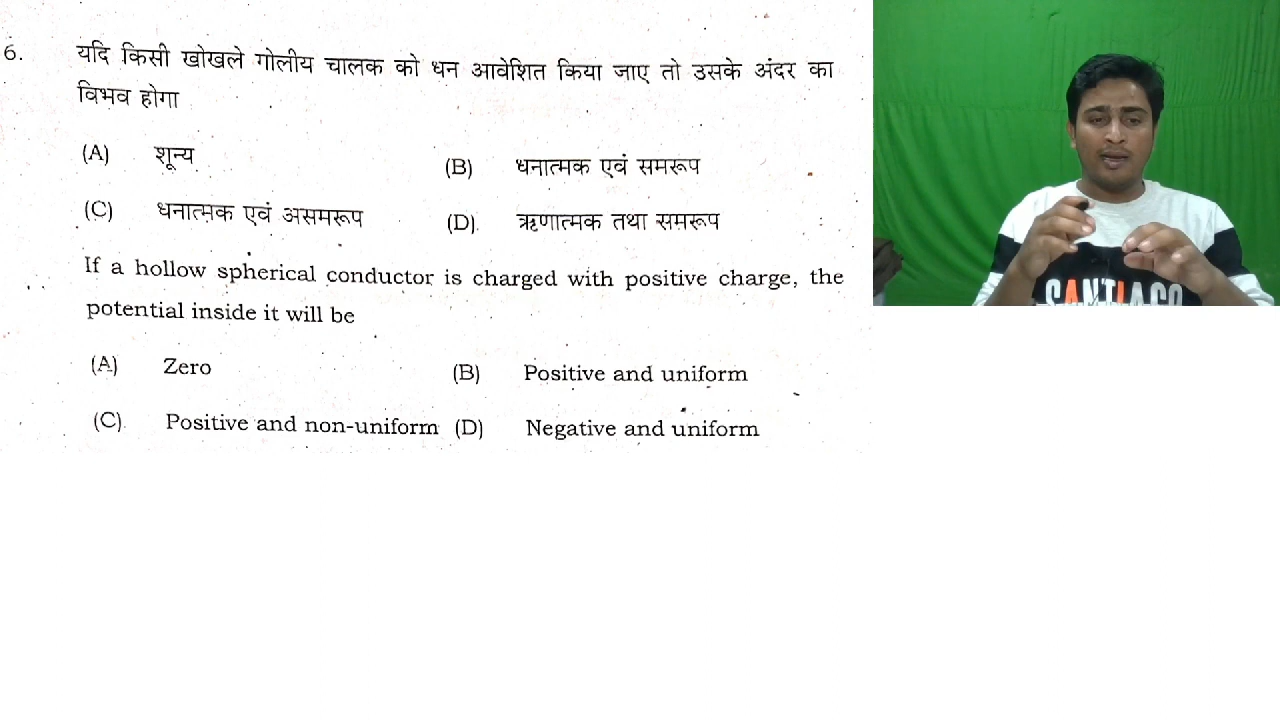 6. यदि किसी खोखले गोलीय चालक को धन आवेशित किया जाए तो उसके अंदर का
विभव होगा
(A) शून्य (B) धनात्मक एवं समरूप
(C) धनात्मक एवं असमरूप (D) ऋणात्मक तथा समरूप
If a hollow spherical conductor is charged with positive charge, the
potential inside it will be
(A) Zero (B) Positive and uniform
(C) Positive and non-uniform (D) Negative and uniform
SANTIAGO